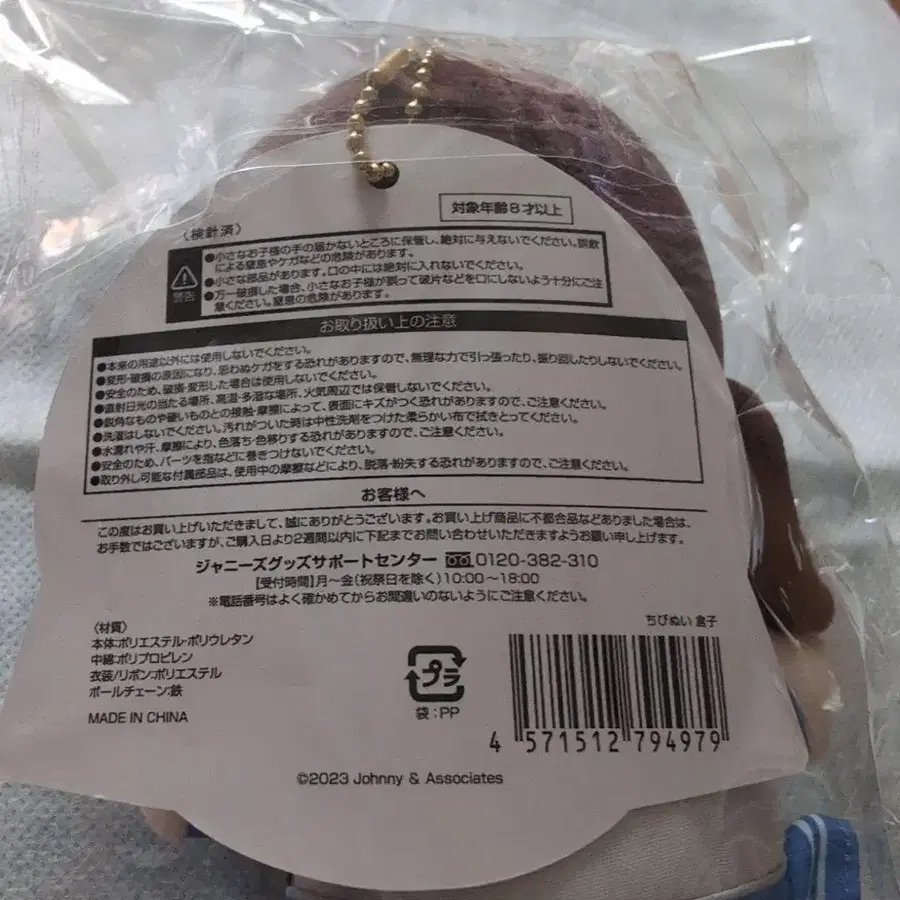 対象年齢8才以上
〈検針済〉
警告
●小さなお子様の手の届かないところに保管し、絶対に与えないでください。誤飲
による窒息やケガなどの危険があります。
●小さな部品があります。口の中には絶対に入れないでください。
●万一破損した場合、小さなお子様が誤って破片などを口にしないよう十分にご注
意ください。窒息の危険があります。
お取り扱い上の注意
●本来の用途以外には使用しないでください。
●変形・破損の原因になり、思わぬケガをする恐れがありますので、無理な力で引っ張ったり、振り回したりしないでください。
●安全のため、破損・変形した場合は使用しないでください。
●直射日光の当たる場所、高温・多湿な場所、火気周辺では保管しないでください。
●鋭角なものや硬いものとの接触・摩擦によって、表面にキズがつく恐れがありますので、ご注意ください。
●洗濯はしないでください。汚れがついた時は中性洗剤をつけた柔らかい布で拭きとってください。
●水濡れや汗、摩擦により、色落ち・色移りする恐れがありますので、ご注意ください。
●安全のため、パーツを指などに巻きつけないでください。
●取り外し可能な付属部品は、使用中の摩擦などにより、脱落・紛失する恐れがありますので、ご注意ください。
お客様へ
この度はお買い上げいただきまして、誠にありがとうございます。お買い上げ商品に不都合品などありました場合は、
お手数ではございますが、ご購入日より2週間以内に下記までお問い合わせいただきますようお願い申し上げます。
ジャニーズグッズサポートセンター 0120-382-310
【受付時間】月～金(祝祭日を除く)10:00～18:00
※電話番号はよく確かめてからお間違いのないようにご注意ください。
ちびぬい 盒子
〈材質〉
本体:ポリエステル・ポリウレタン
中綿:ポリプロピレン
衣装/リボン:ポリエステル
ボールチェーン:鉄
MADE IN CHINA
プラ
袋:PP
4 571512 794979
©2023 Johnny & Associates